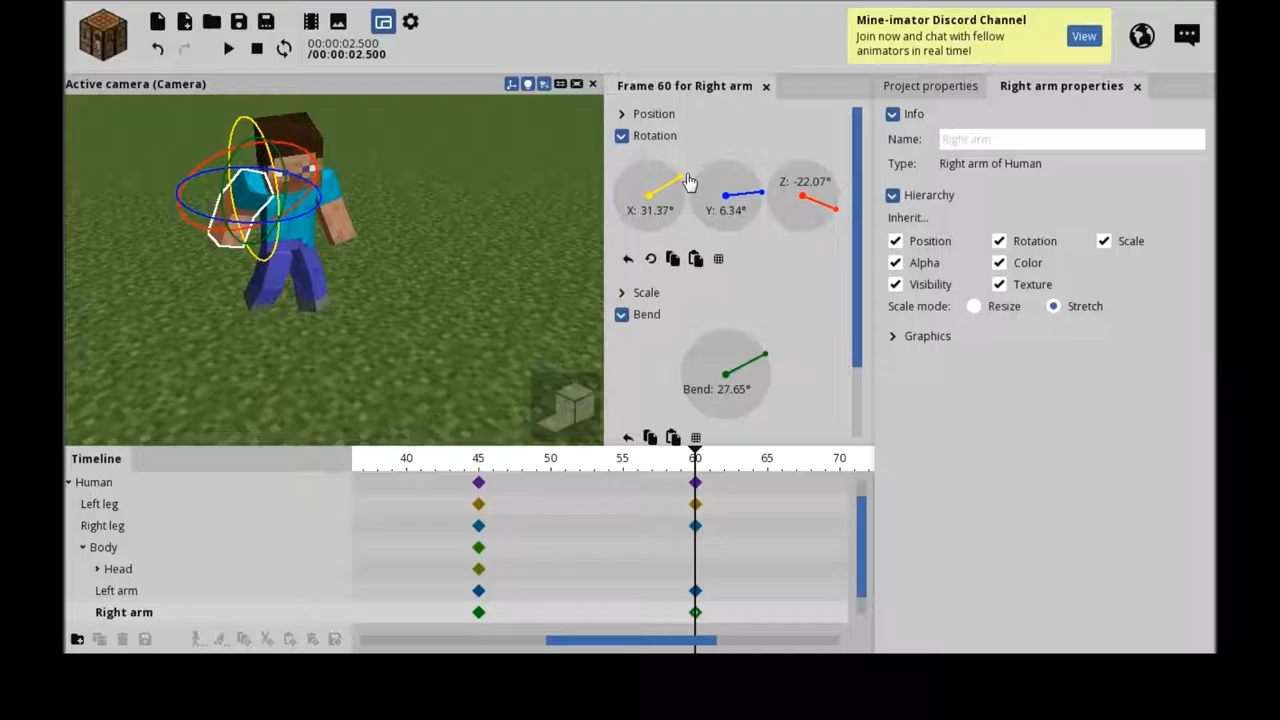 Mine-imator Discord Channel
Join now and chat with fellow
animators in real time!
View
00:00:02.500
/00:00:02.500
Active camera (Camera)
Frame 60 for Right arm
Position
Rotation
X: 31.37°
Y: 6.34°
Z: -22.07°
Scale
Bend
Bend: 27.65°
Project properties
Right arm properties
Info
Name: Right arm
Type: Right arm of Human
Hierarchy
Inherit...
Position Rotation Scale
Alpha Color
Visibility Texture
Scale mode: Resize Stretch
Graphics
Timeline
40 45 50 55 60 65 70
Human
Left leg
Right leg
Body
Head
Left arm
Right arm